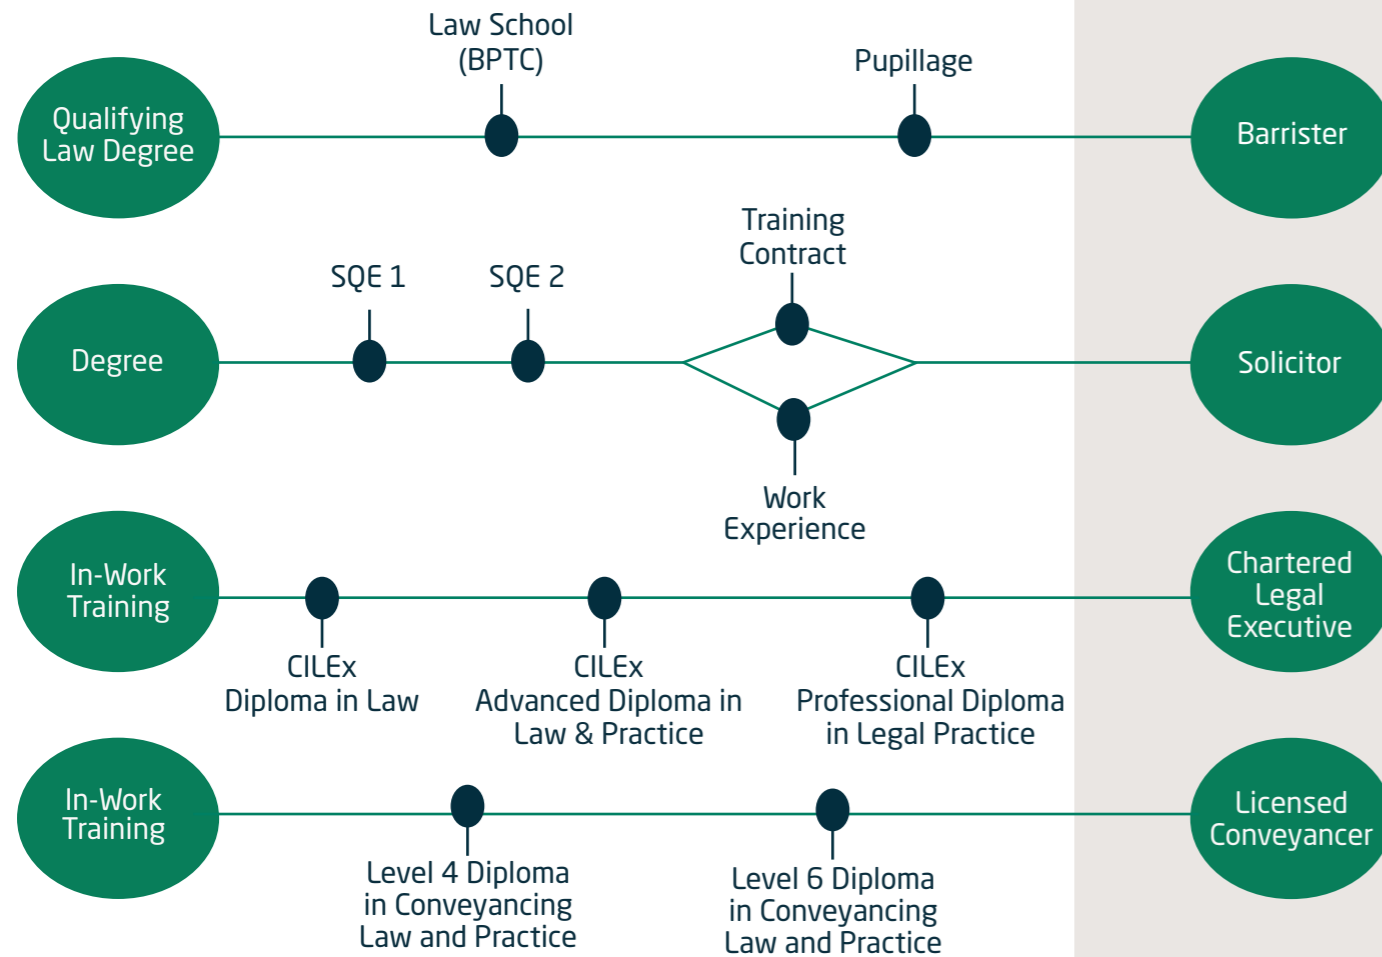 Law School
(BPTC)
Pupillage
Qualifying
Law Degree
Barrister
Training
Contract
SQE 1
SQE 2
Degree
Solicitor
Work
Experience
In-Work
Training
Chartered
Legal
Executive
CILEx
Diploma in Law
CILEx
Advanced Diploma in
Law & Practice
CILEx
Professional Diploma
in Legal Practice
In-Work
Training
Licensed
Conveyancer
Level 4 Diploma
in Conveyancing
Law and Practice
Level 6 Diploma
in Conveyancing
Law and Practice